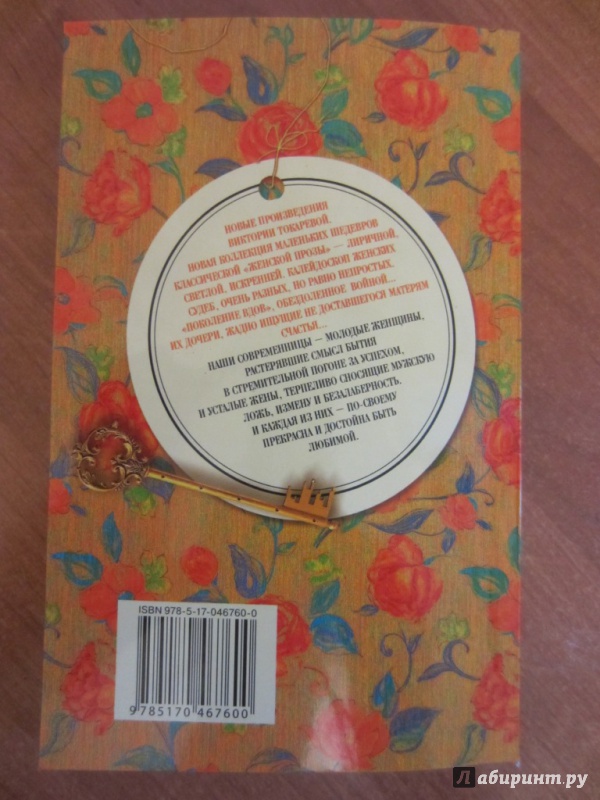 НОВЫЕ ПРОИЗВЕДЕНИЯ
ВИКТОРИИ ТОКАРЕВОЙ.
НОВАЯ КОЛЛЕКЦИЯ МАЛЕНЬКИХ ШЕДЕВРОВ
КЛАССИЧЕСКОЙ «ЖЕНСКОЙ ПРОЗЫ» — ЛИРИЧНОЙ,
СВЕТЛОЙ, ИСКРЕННЕЙ. КАЛЕЙДОСКОП ЖЕНСКИХ
СУДЕБ, ОЧЕНЬ РАЗНЫХ, НО РАВНО НЕПРОСТЫХ.
«ПОКОЛЕНИЕ ВДОВ», ОБЕЗДОЛЕННОЕ ВОЙНОЙ...
ИХ ДОЧЕРИ, ЖАДНО ИЩУЩИЕ НЕ ДОСТАВШЕГОСЯ МАТЕРЯМ
СЧАСТЬЯ...
НАШИ СОВРЕМЕННИЦЫ — МОЛОДЫЕ ЖЕНЩИНЫ,
РАСТЕРЯВШИЕ СМЫСЛ БЫТИЯ
В СТРЕМИТЕЛЬНОЙ ПОГОНЕ ЗА УСПЕХОМ,
И УСТАЛЫЕ ЖЕНЫ, ТЕРПЕЛИВО СНОСЯЩИЕ МУЖСКУЮ
ЛОЖЬ, ИЗМЕНУ И БЕЗАЛАБЕРНОСТЬ.
И КАЖДАЯ ИЗ НИХ — ПО-СВОЕМУ
ПРЕКРАСНА И ДОСТОЙНА БЫТЬ
ЛЮБИМОЙ.
ISBN 978-5-17-046760-0
9 785170 467600
Лабиринт.ру